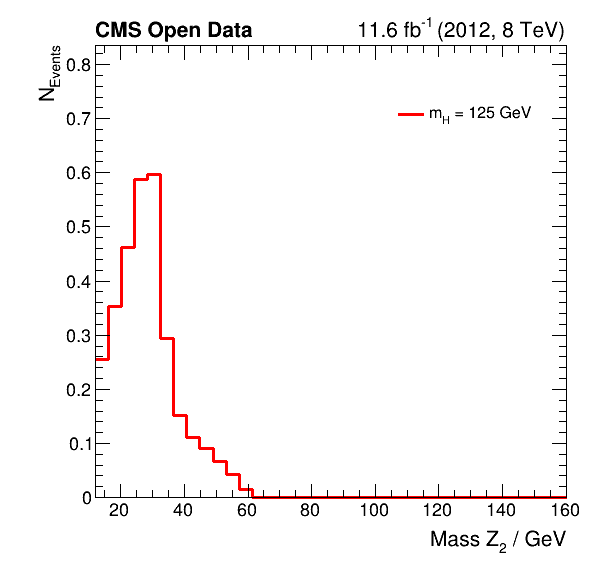 CMS Open Data 11.6 fb⁻¹ (2012, 8 TeV)
N_Events
m_H = 125 GeV
0.8
0.7
0.6
0.5
0.4
0.3
0.2
0.1
0
20 40 60 80 100 120 140 160
Mass Z₂ / GeV